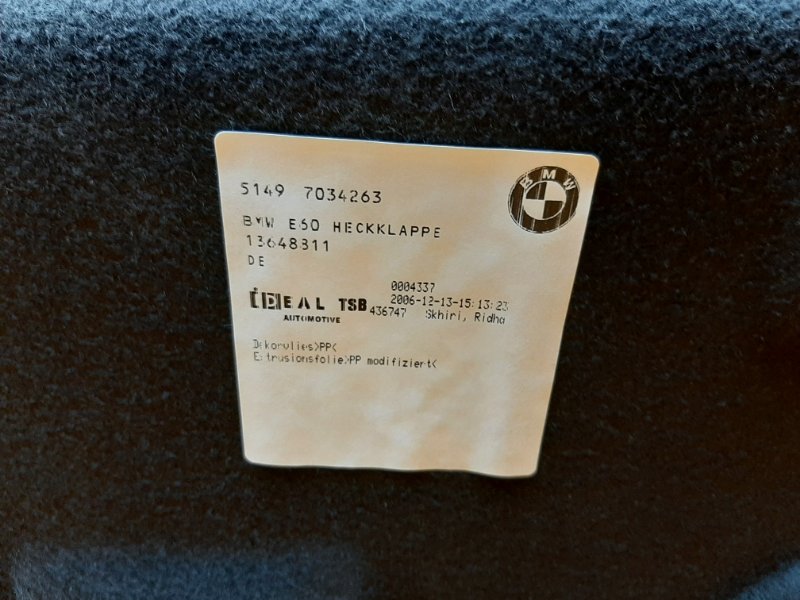 5149 7034263
BMW
BMW E60 HECKKLAPPE
13648311
DE
0004337
IDEAL TSB 2006-12-13-15:13:23
AUTOMOTIVE 436747 Skhiri, Ridha
Dekorvlies>PP<
Extrusionsfolie>PP modifiziert<